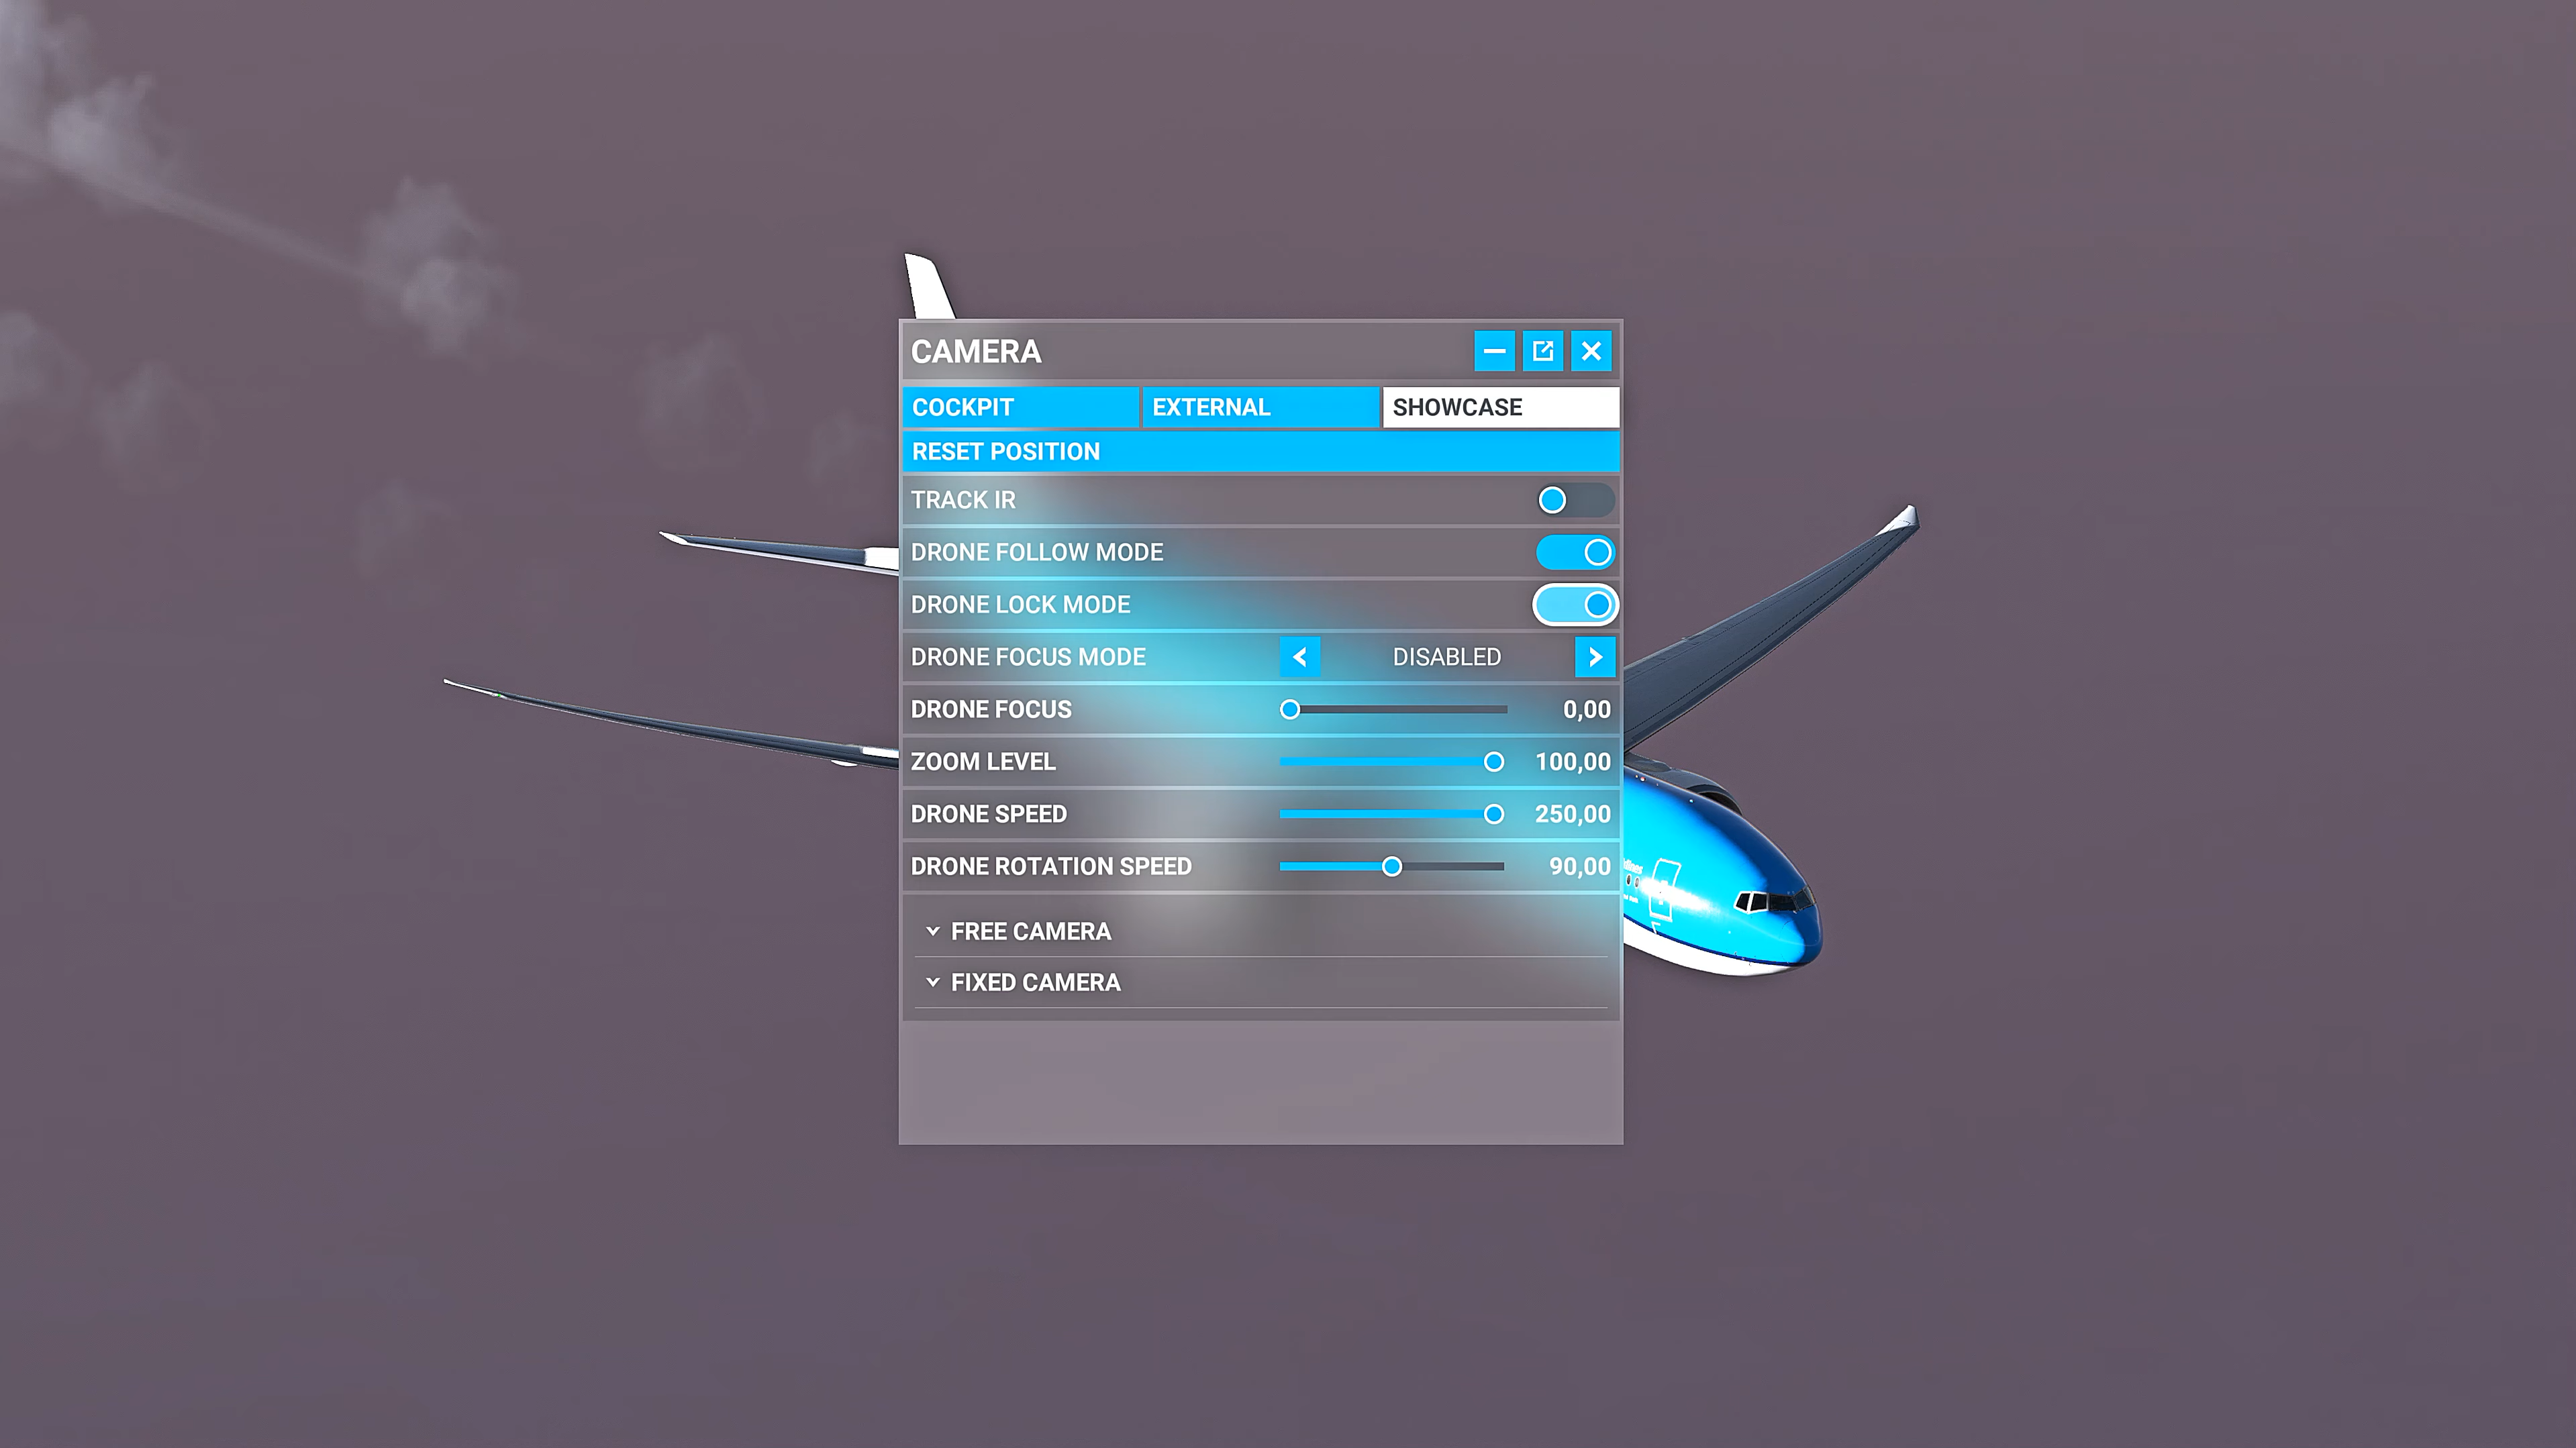 CAMERA
COCKPIT EXTERNAL SHOWCASE
RESET POSITION
TRACK IR
DRONE FOLLOW MODE
DRONE LOCK MODE
DRONE FOCUS MODE DISABLED
DRONE FOCUS 0,00
ZOOM LEVEL 100,00
DRONE SPEED 250,00
DRONE ROTATION SPEED 90,00
FREE CAMERA
FIXED CAMERA